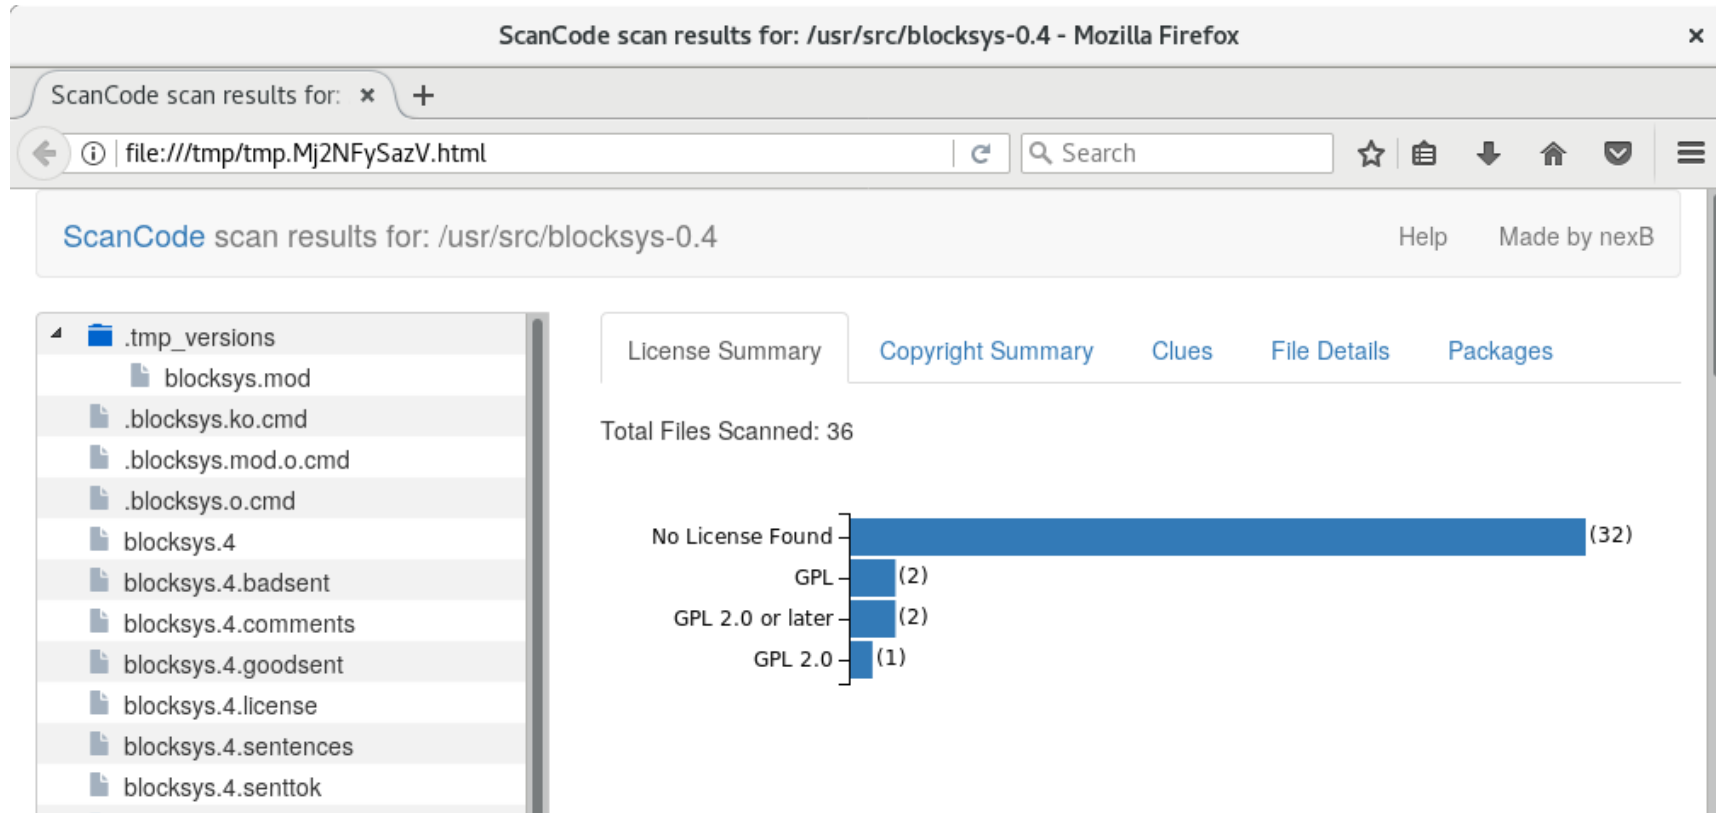 ScanCode scan results for: /usr/src/blocksys-0.4 - Mozilla Firefox
ScanCode scan results for:
file:///tmp/tmp.Mj2NFySazV.html
Search
ScanCode scan results for: /usr/src/blocksys-0.4
Help
Made by nexB
.tmp_versions
blocksys.mod
.blocksys.ko.cmd
.blocksys.mod.o.cmd
.blocksys.o.cmd
blocksys.4
blocksys.4.badsent
blocksys.4.comments
blocksys.4.goodsent
blocksys.4.license
blocksys.4.sentences
blocksys.4.senttok
License Summary
Copyright Summary
Clues
File Details
Packages
Total Files Scanned: 36
No License Found (32)
GPL (2)
GPL 2.0 or later (2)
GPL 2.0 (1)